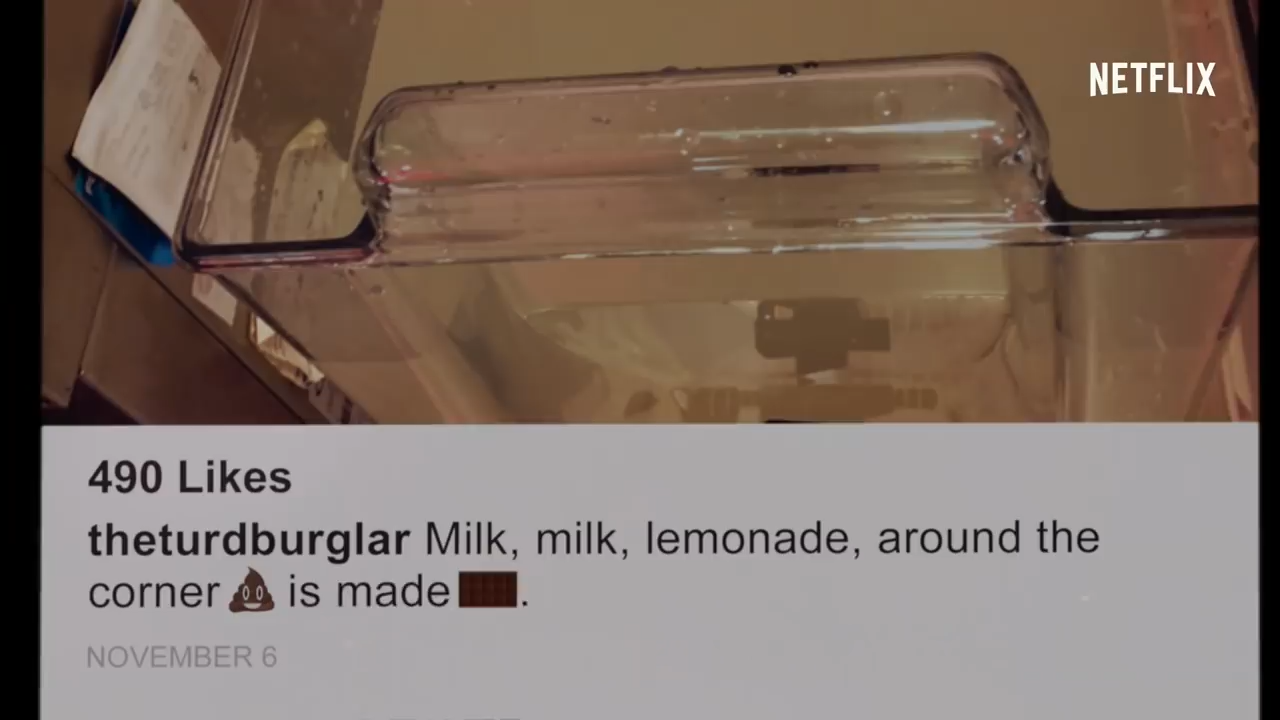 NETFLIX
490 Likes
theturdburglar Milk, milk, lemonade, around the
corner 💩 is made 🍫.
NOVEMBER 6